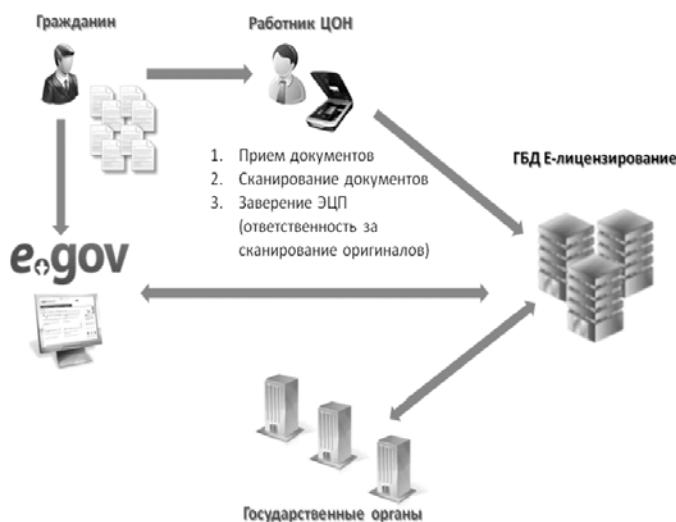 Гражданин
Работник ЦОН
1. Прием документов
2. Сканирование документов
3. Заверение ЭЦП
(ответственность за
сканирование оригиналов)
ГБД Е-лицензирование
e.gov
Государственные органы